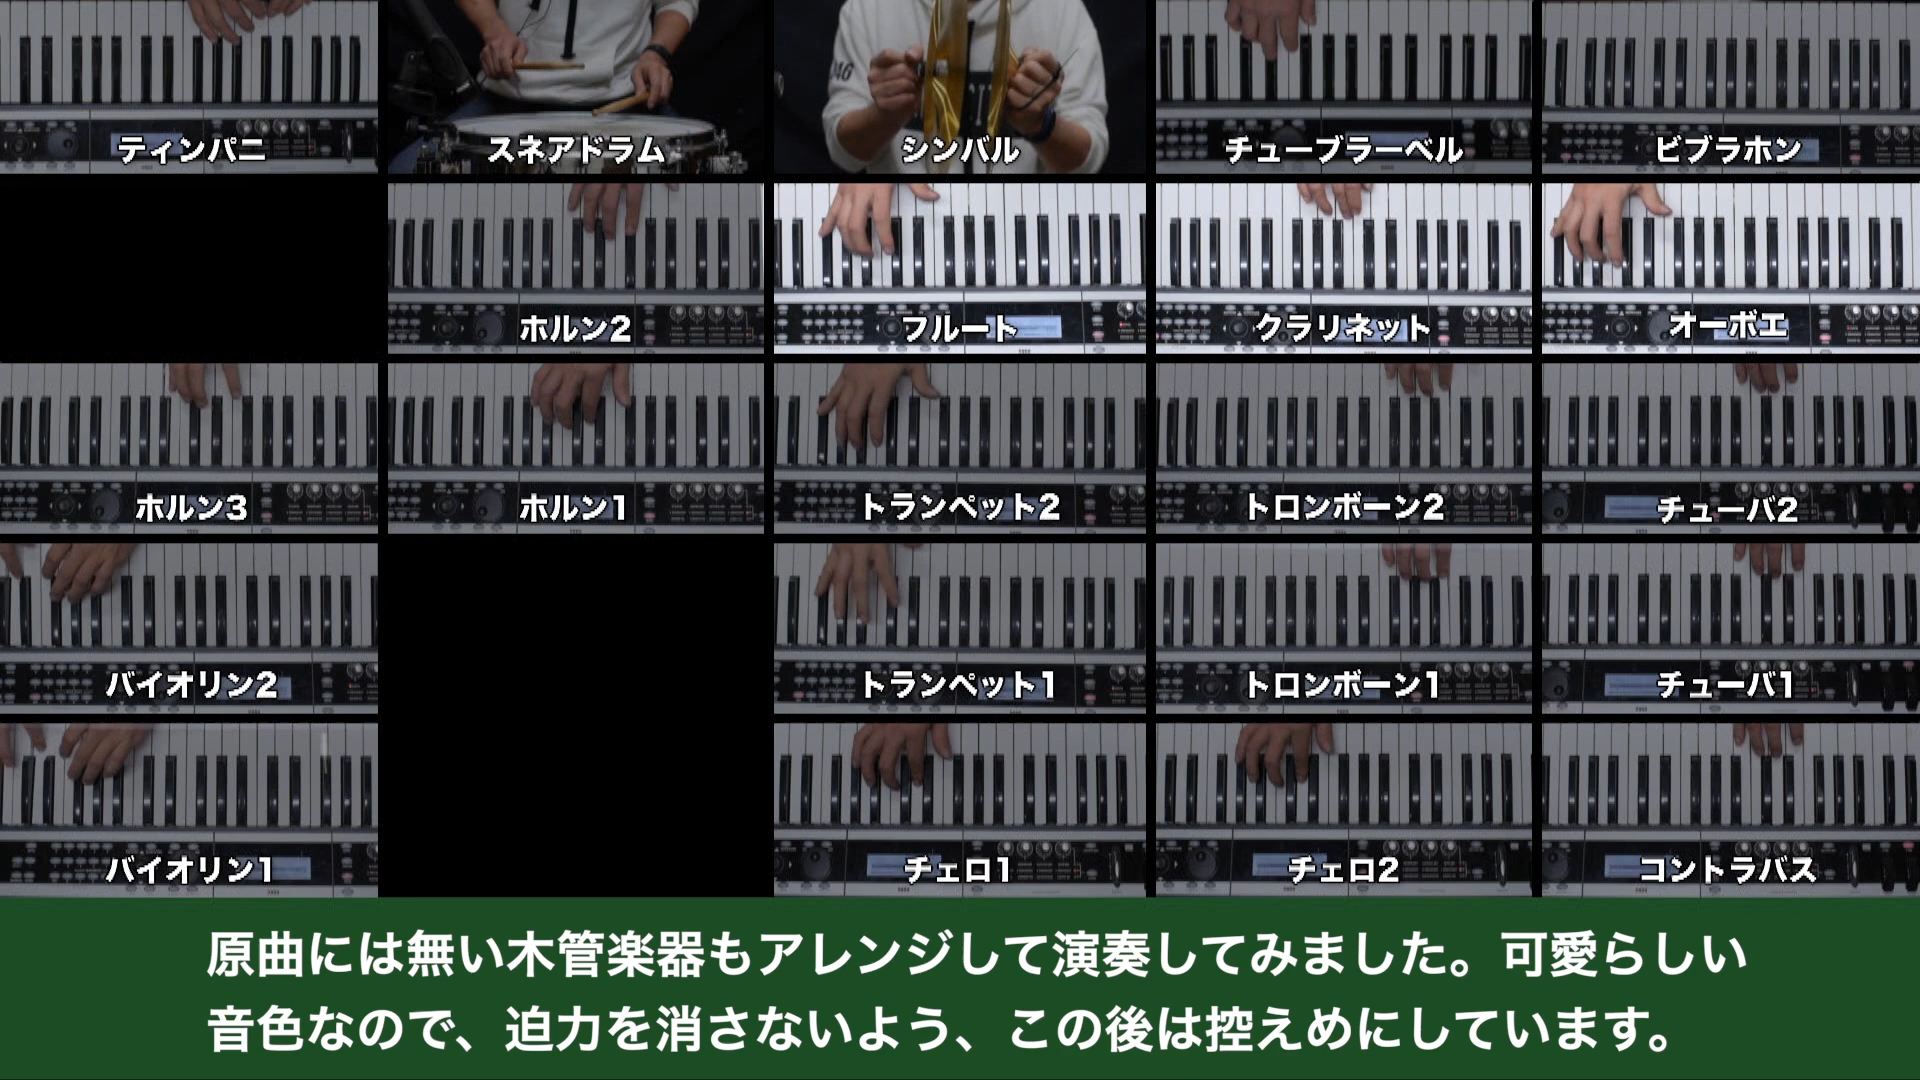 ティンパニ
スネアドラム
シンバル
チューブラーベル
ビブラホン
ホルン2
フルート
クラリネット
オーボエ
ホルン3
ホルン1
トランペット2
トロンボーン2
チューバ2
バイオリン2
トランペット1
トロンボーン1
チューバ1
バイオリン1
チェロ1
チェロ2
コントラバス
原曲には無い木管楽器もアレンジして演奏してみました。可愛らしい
音色なので、迫力を消さないよう、この後は控えめにしています。